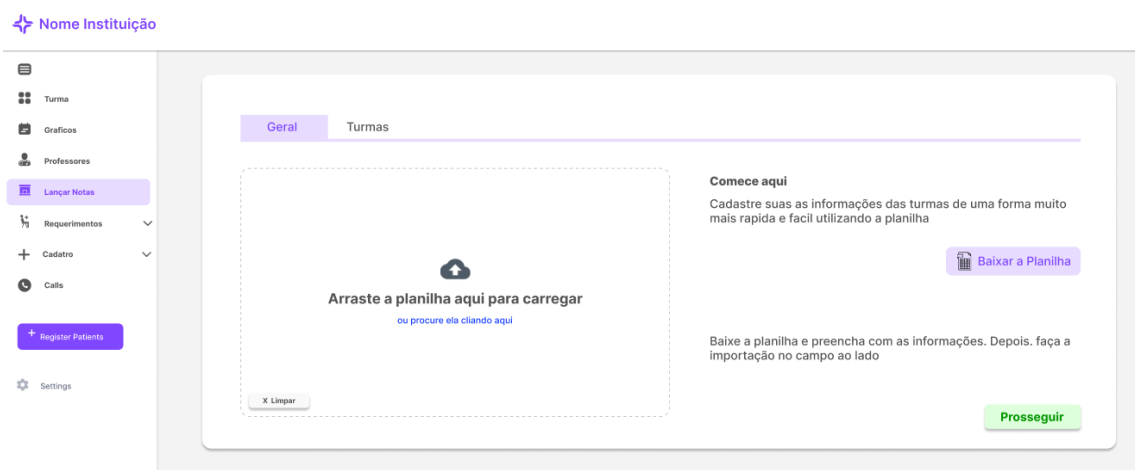 Nome Instituição
Turma
Graficos
Professores
Lançar Notas
Requerimentos
Cadatro
Calls
+ Register Patients
Settings
Geral Turmas
Arraste a planilha aqui para carregar
ou procure ela cliando aqui
X Limpar
Comece aqui
Cadastre suas as informações das turmas de uma forma muito
mais rapida e facil utilizando a planilha
Baixar a Planilha
Baixe a planilha e preencha com as informações. Depois. faça a
importação no campo ao lado
Prosseguir